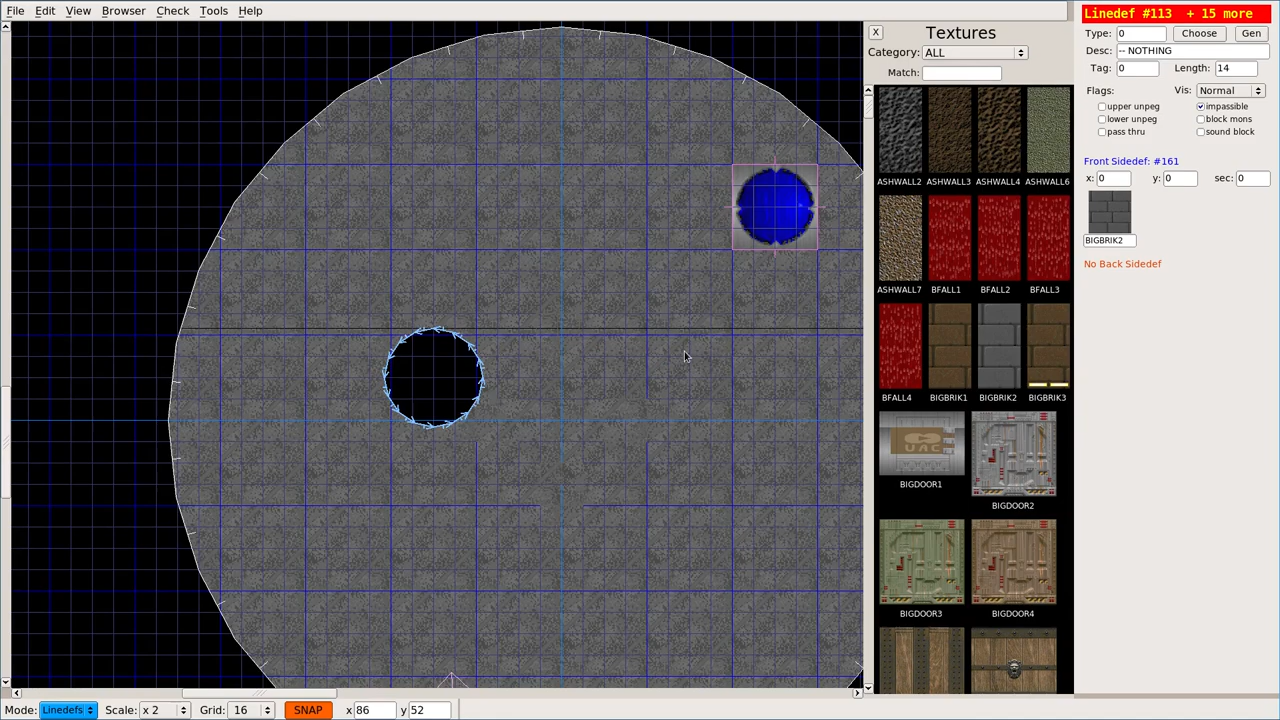 File Edit View Browser Check Tools Help
X Textures
Category: ALL
Match:
ASHWALL2 ASHWALL3 ASHWALL4 ASHWALL6
ASHWALL7 BFALL1 BFALL2 BFALL3
BFALL4 BIGBRIK1 BIGBRIK2 BIGBRIK3
UAC
BIGDOOR1
BIGDOOR2
BIGDOOR3 BIGDOOR4
Linedef #113 + 15 more
Type: 0 Choose Gen
Desc: -- NOTHING
Tag: 0 Length: 14
Flags: Vis: Normal
upper unpeg impassible
lower unpeg block mons
pass thru sound block
Front Sidedef: #161
x: 0 y: 0 sec: 0
BIGBRIK2
No Back Sidedef
Mode: Linedefs Scale: x 2 Grid: 16 SNAP x 86 y 52